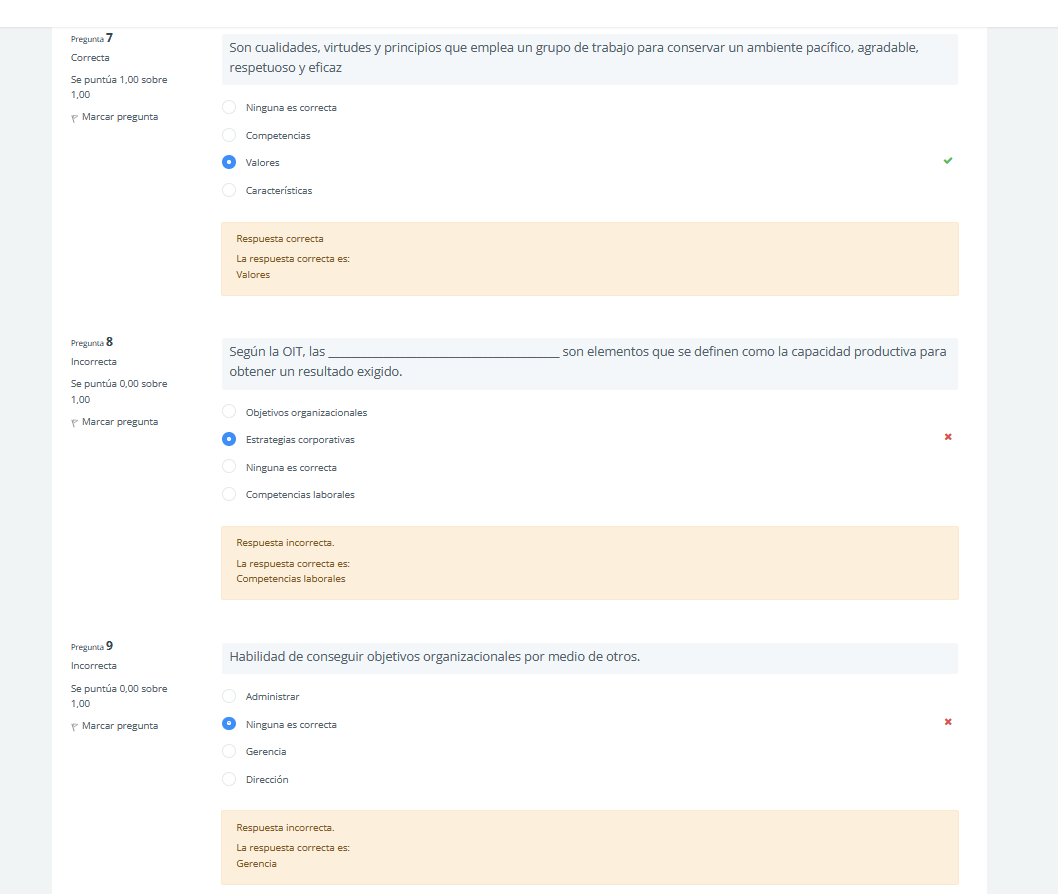 Pregunta 7
Correcta
Se puntúa 1,00 sobre
1,00
Marcar pregunta
Son cualidades, virtudes y principios que emplea un grupo de trabajo para conservar un ambiente pacífico, agradable,
respetuoso y eficaz
Ninguna es correcta
Competencias
Valores
Características
Respuesta correcta
La respuesta correcta es:
Valores
Pregunta 8
Incorrecta
Se puntúa 0,00 sobre
1,00
Marcar pregunta
Según la OIT, las ______________________________________ son elementos que se definen como la capacidad productiva para
obtener un resultado exigido.
Objetivos organizacionales
Estrategias corporativas
Ninguna es correcta
Competencias laborales
Respuesta incorrecta.
La respuesta correcta es:
Competencias laborales
Pregunta 9
Incorrecta
Se puntúa 0,00 sobre
1,00
Marcar pregunta
Habilidad de conseguir objetivos organizacionales por medio de otros.
Administrar
Ninguna es correcta
Gerencia
Dirección
Respuesta incorrecta.
La respuesta correcta es:
Gerencia